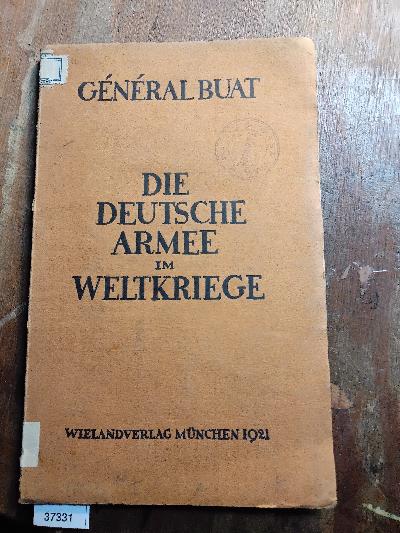 GÉNÉRAL BUAT
DIE
DEUTSCHE
ARMEE
IM
WELTKRIEGE
WIELANDVERLAG MÜNCHEN 1921
37331